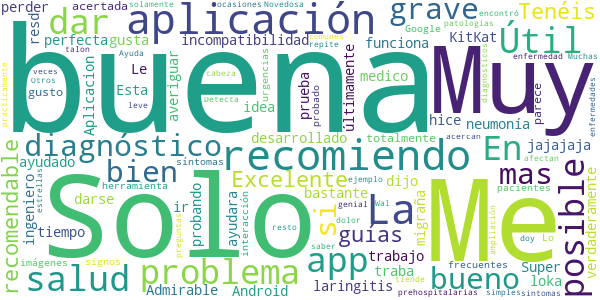 perder
dar
acertada
aplicación
ocasiones
Novedosa
solamente
grave
encontró
Tenéis
resd
perfecta
gusta
incompatibilidad
comunes
repite
Google
patologías
practicamente
talon
Ayuda
Le
cabeza
funciona
KitKat
enfermedad
Muchas
buena
Muy
Útil
veces
Otros
gusto
Aplicacion
Esta
averiguar
leve
Detecta
idea
urgencias
prueba
probado
últimamente
medico
diagnosticos
parece
enfermedades
diagnóstico
desarrollado
totalmente
hice
neumonía
acercan
recomendable
ayudado
sintomas
recomiendo
En
jajajaja
afectan
bien
Excelente
bastante
mas
posible
verdaderamente
ingeniero
estrellas
herramienta
darse
ayudara
Solo
ejemplo
dijo
pacientes
Me
tiempo
probando
ir
preguntas
interacción
si
La
genial
Wal
migraña
ampliación
doy
Lo
imágenes
signos
problema
resto
dolor
guías
trabajo
frecuentes
Super
loka
salud
Admirable
Android
app
saber
laringitis
traba
tiende
bueno
prehospitalarias
simples
sintomas